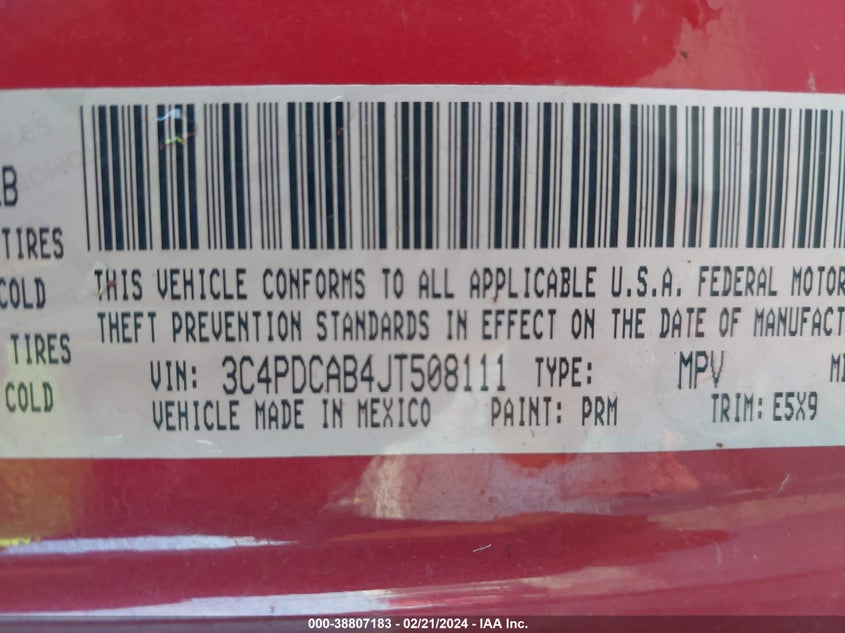 AB
TIRES
COLD
THIS VEHICLE CONFORMS TO ALL APPLICABLE U.S.A. FEDERAL MOTOR
THEFT PREVENTION STANDARDS IN EFFECT ON THE DATE OF MANUFACT
TIRES
VIN: 3C4PDCAB4JT508111 TYPE: MPV
COLD
VEHICLE MADE IN MEXICO PAINT: PRM TRIM: E5X9
000-38807183 - 02/21/2024 - IAA Inc.